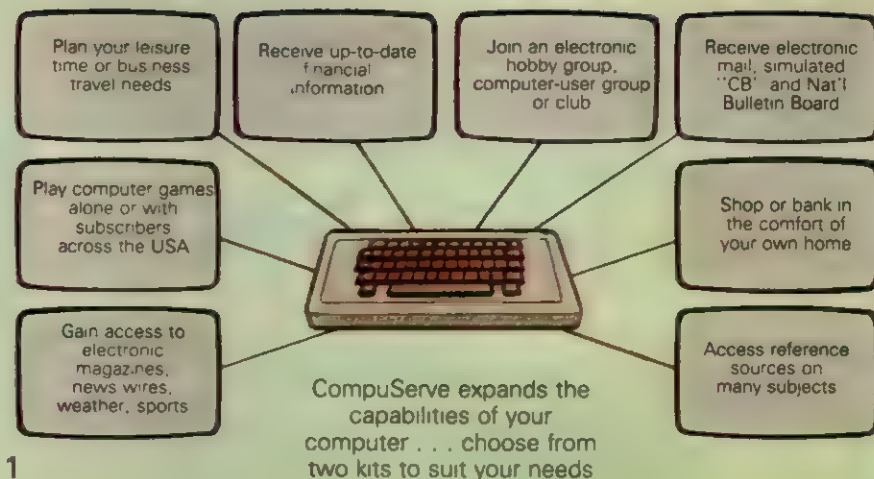 Plan your leisure
time or business
travel needs
Receive up-to-date
financial
information
Join an electronic
hobby group,
computer-user group
or club
Receive electronic
mail, simulated
"CB' and Nat'l
Bulletin Board
Play computer games
alone or with
subscribers
across the USA
Shop or bank in
the comfort of
your own home
Gain access to
electronic
magazines,
news wires,
weather, sports
Access reference
sources on
many subjects
CompuServe expands the
capabilities of your
computer . . . choose from
two kits to suit your needs
1